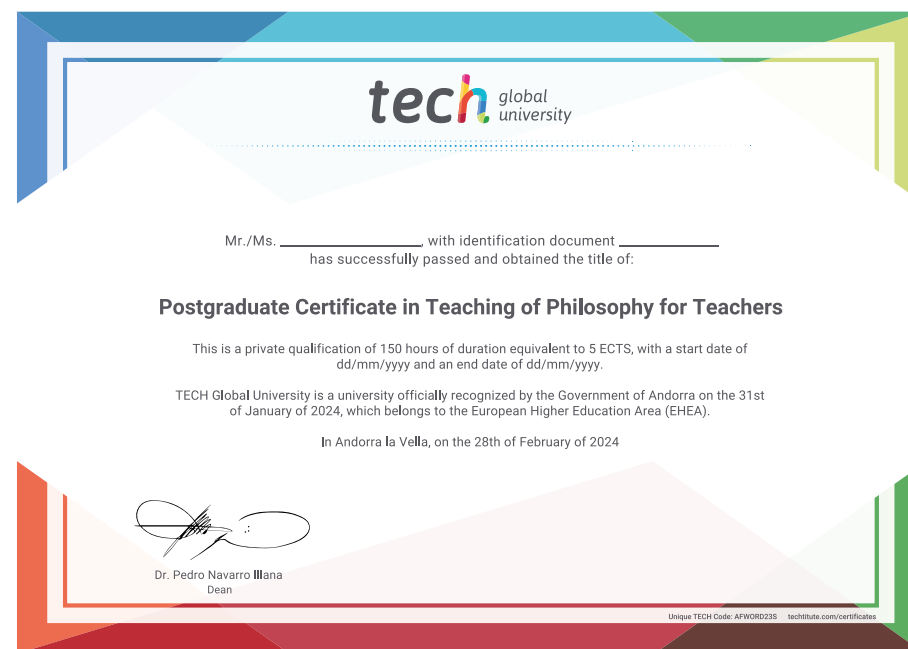 tech global university
Mr./Ms. ____________, with identification document ____________
has successfully passed and obtained the title of:
Postgraduate Certificate in Teaching of Philosophy for Teachers
This is a private qualification of 150 hours of duration equivalent to 5 ECTS, with a start date of
dd/mm/yyyy and an end date of dd/mm/yyyy.
TECH Global University is a university officially recognized by the Government of Andorra on the 31st
of January of 2024, which belongs to the European Higher Education Area (EHEA).
In Andorra la Vella, on the 28th of February of 2024
Dr. Pedro Navarro Illana
Dean
Unique TECH Code: AFWORD23S techtitute.com/certificates